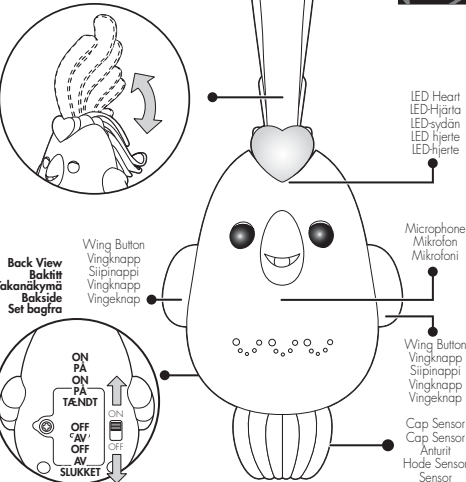 LED Heart
LED-Hjärta
LED-sydän
LED hjerte
LED-hjerte
Microphone
Mikrofon
Mikrofoni
Wing Button
Vingknapp
Siipinappi
Vingknapp
Vingeknap
Back View
Baktitt
Takanäkymä
Bakside
Set bagfra
Wing Button
Vingknapp
Siipinappi
Vingknapp
Vingeknap
ON
PÅ
ON
PÅ
TÆNDT
ON
OFF
AV
OFF
AV
SLUKKET
OFF
Cap Sensor
Cap Sensor
Anturit
Hode Sensor
Sensor